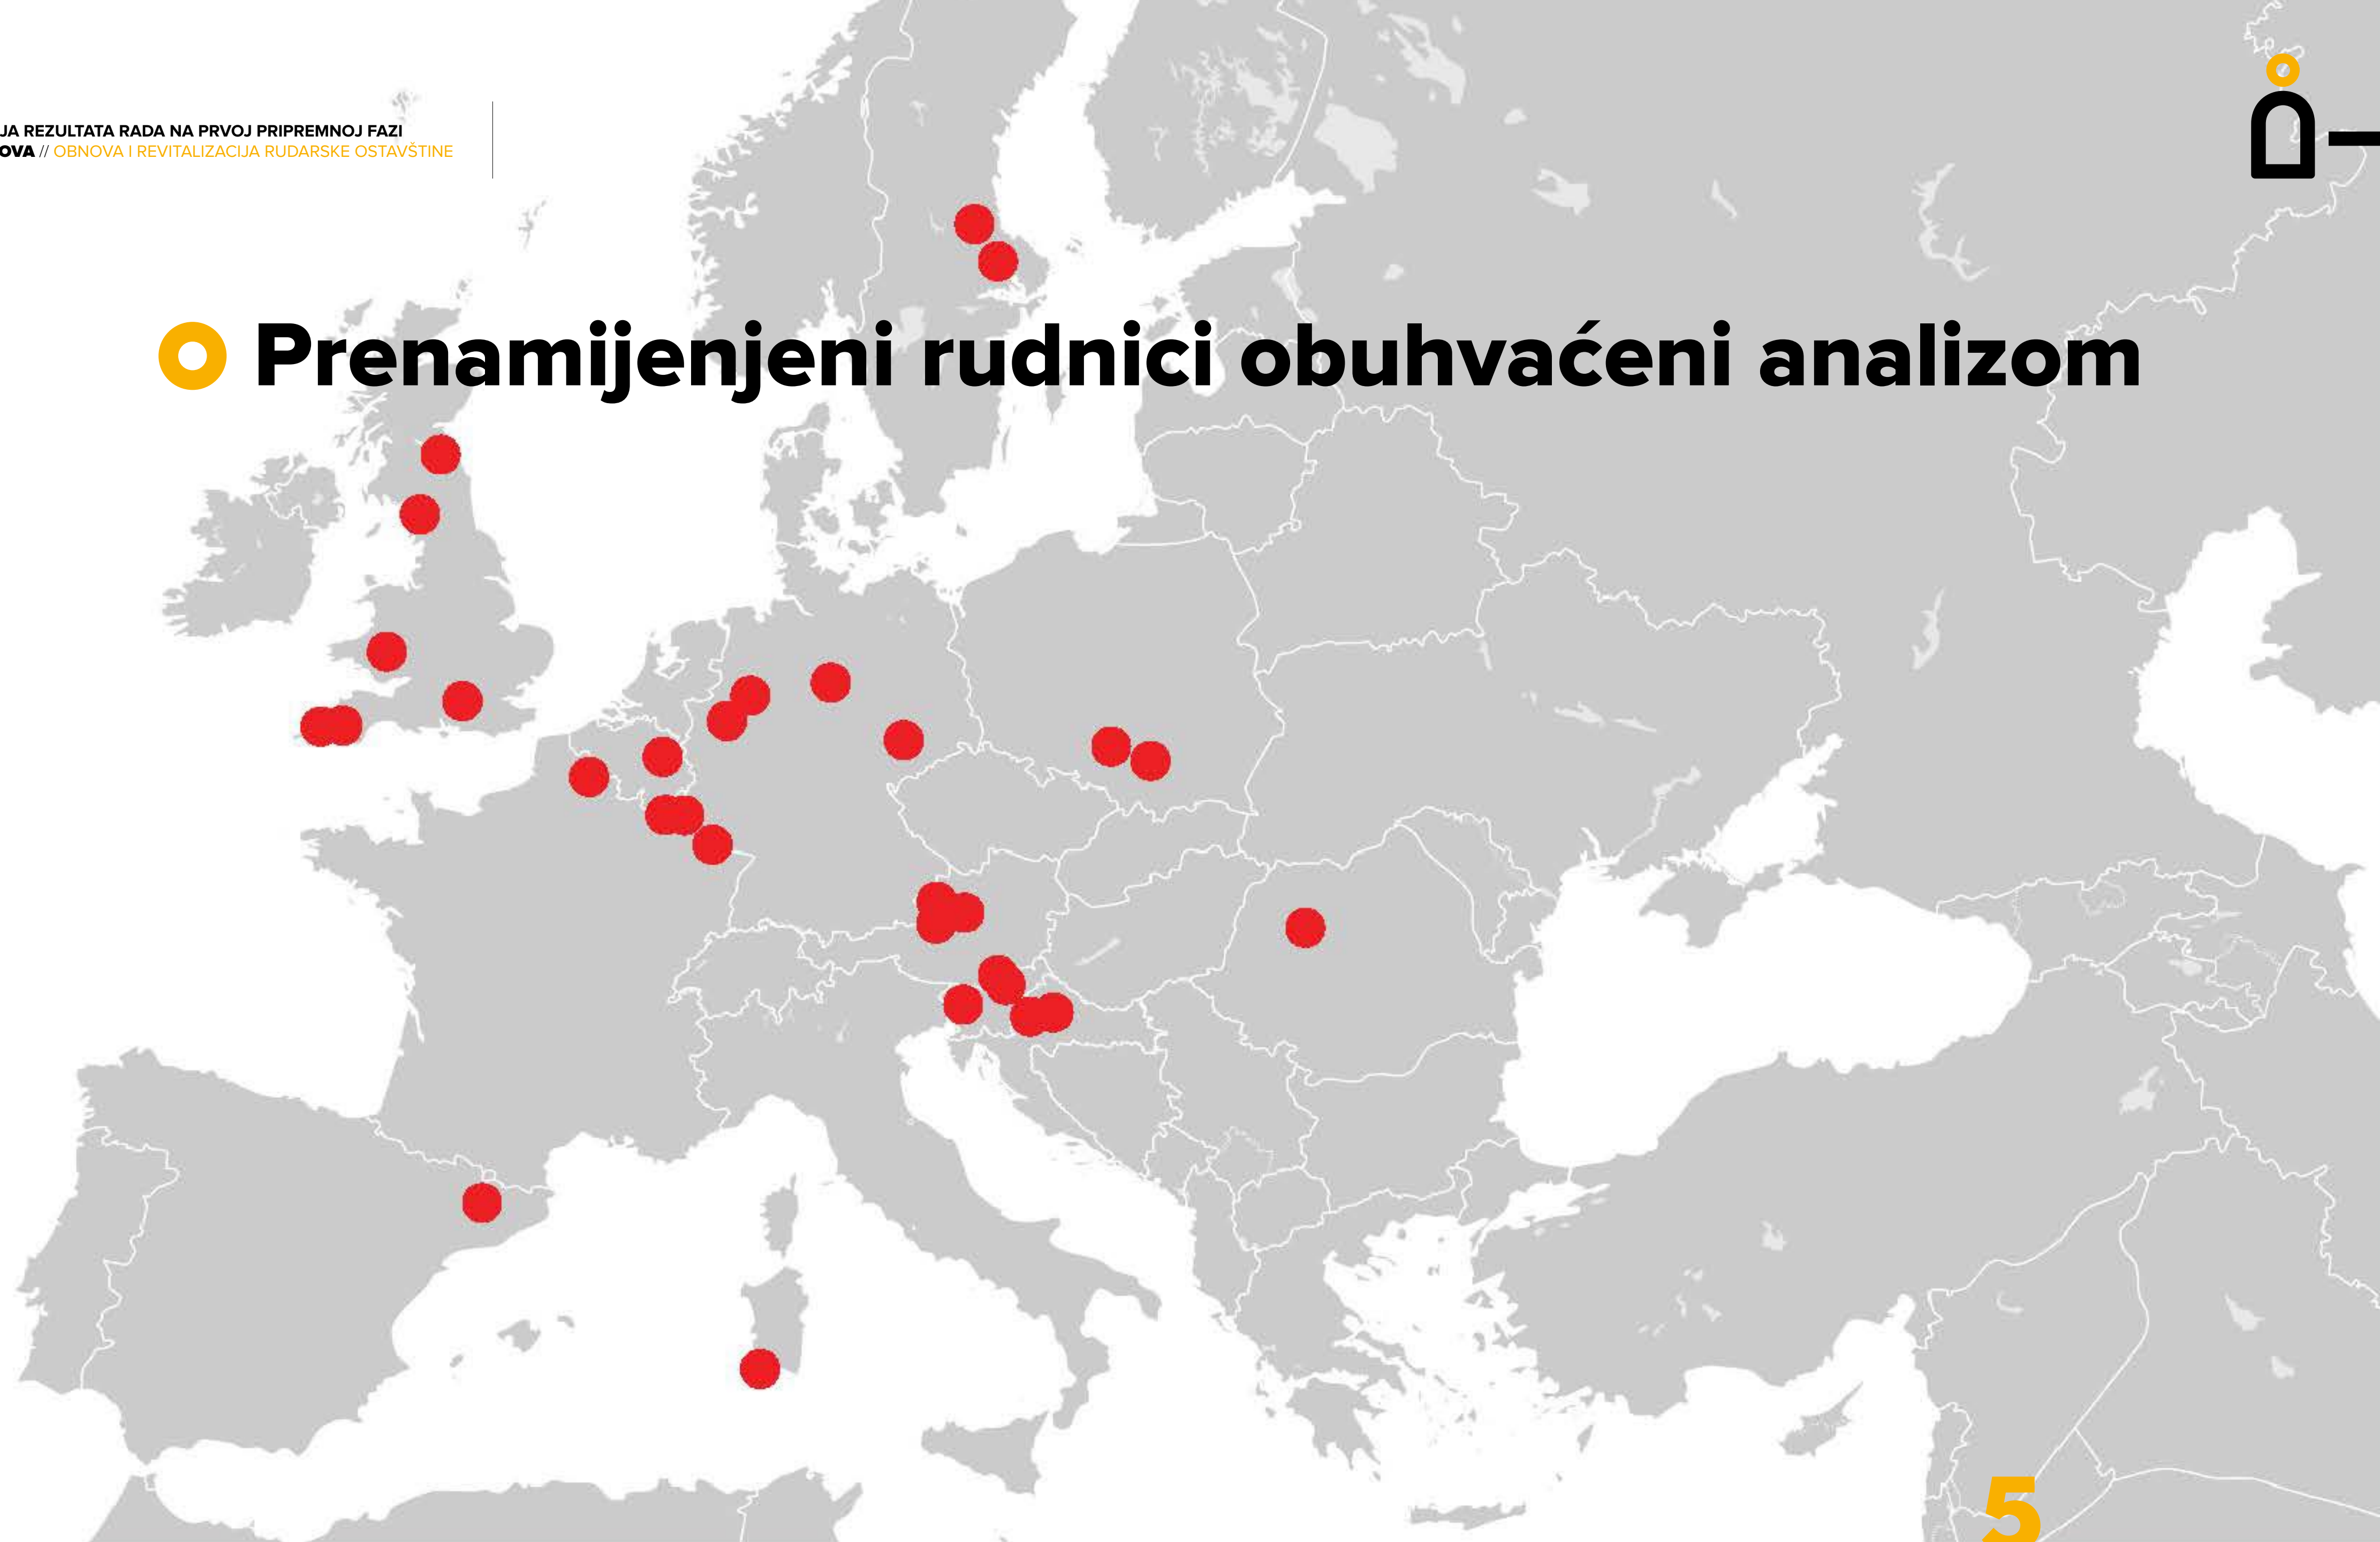 JA REZULTATA RADA NA PRVOJ PRIPREMNOJ FAZI
OVA // OBNOVA I REVITALIZACIJA RUDARSKE OSTAVŠTINE
Prenamijenjeni rudnici obuhvaćeni analizom
5